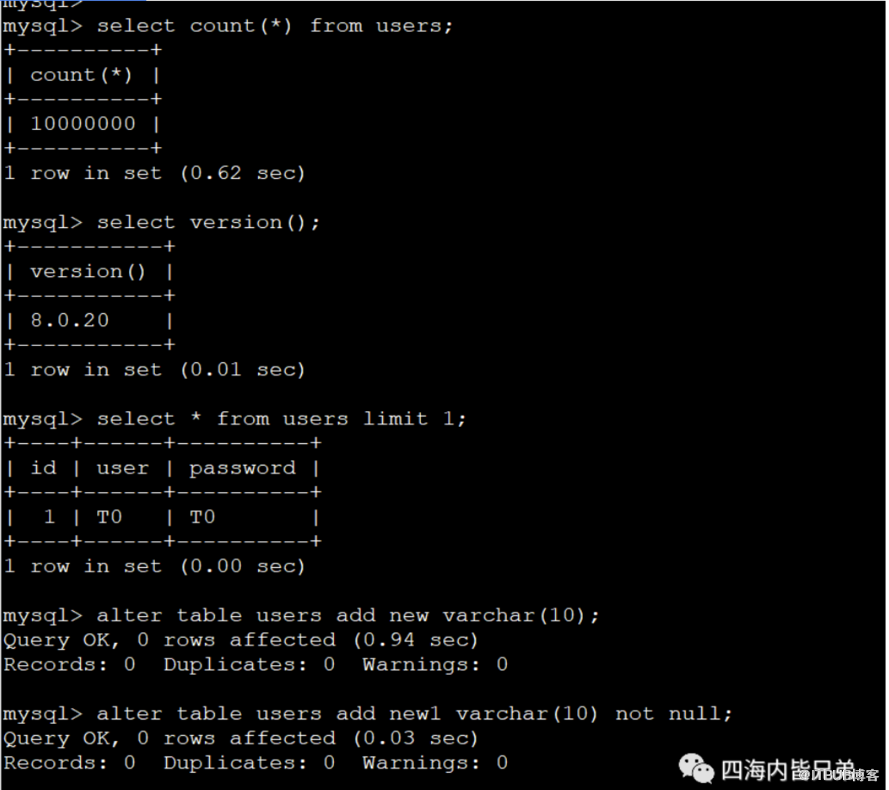 mysql>
mysql> select count(*) from users;
+----------+
| count(*) |
+----------+
| 10000000 |
+----------+
1 row in set (0.62 sec)
mysql> select version();
+-----------+
| version() |
+-----------+
| 8.0.20    |
+-----------+
1 row in set (0.01 sec)
mysql> select * from users limit 1;
+----+------+----------+
| id | user | password |
+----+------+----------+
|  1 | T0   | T0       |
+----+------+----------+
1 row in set (0.00 sec)
mysql> alter table users add new varchar(10);
Query OK, 0 rows affected (0.94 sec)
Records: 0  Duplicates: 0  Warnings: 0
mysql> alter table users add new1 varchar(10) not null;
Query OK, 0 rows affected (0.03 sec)
Records: 0  Duplicates: 0  Warnings: 0
四海内皆兄弟
@ITPUB博客